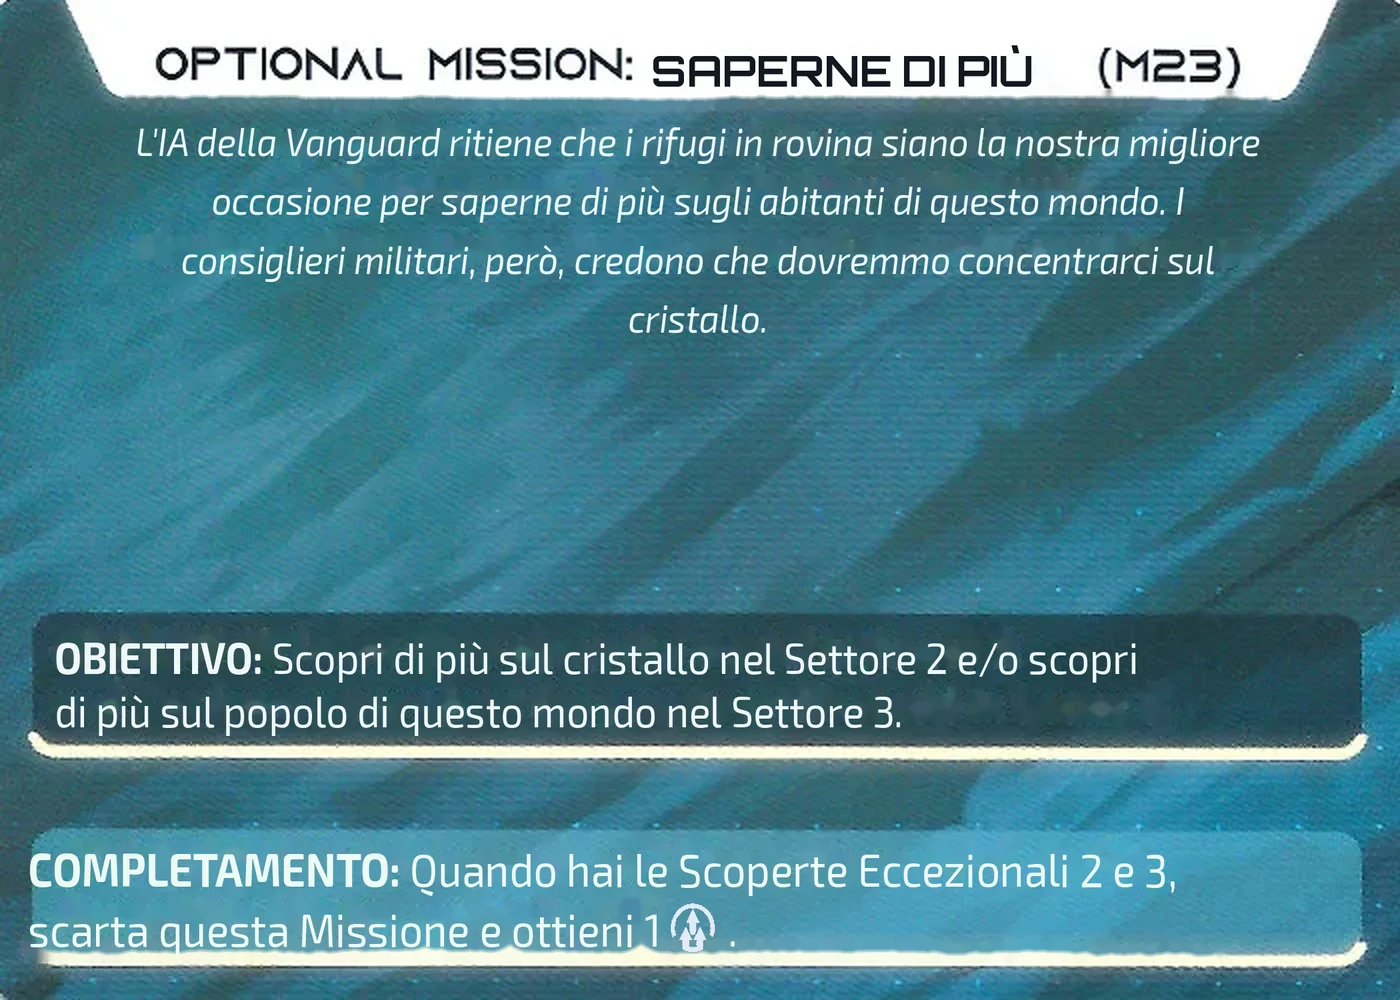 OPTIONAL MISSION: SAPERNE DI PIÙ (M23)
L'IA della Vanguard ritiene che i rifugi in rovina siano la nostra migliore
occasione per saperne di più sugli abitanti di questo mondo. I
consiglieri militari, però, credono che dovremmo concentrarci sul
cristallo.
OBIETTIVO: Scopri di più sul cristallo nel Settore 2 e/o scopri
di più sul popolo di questo mondo nel Settore 3.
COMPLETAMENTO: Quando hai le Scoperte Eccezionali 2 e 3,
scarta questa Missione e ottieni 1 .